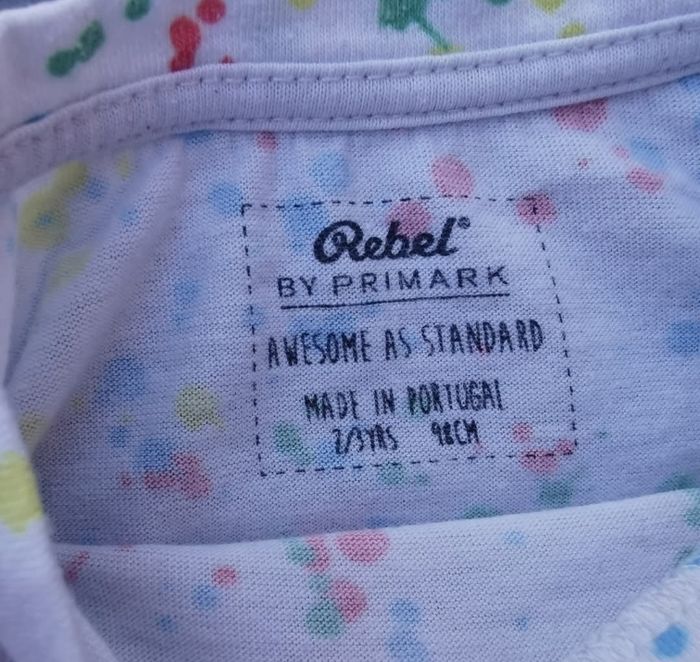 Rebel®
BY PRIMARK
AWESOME AS STANDARD
MADE IN PORTUGAL
2/3YRS 98CM